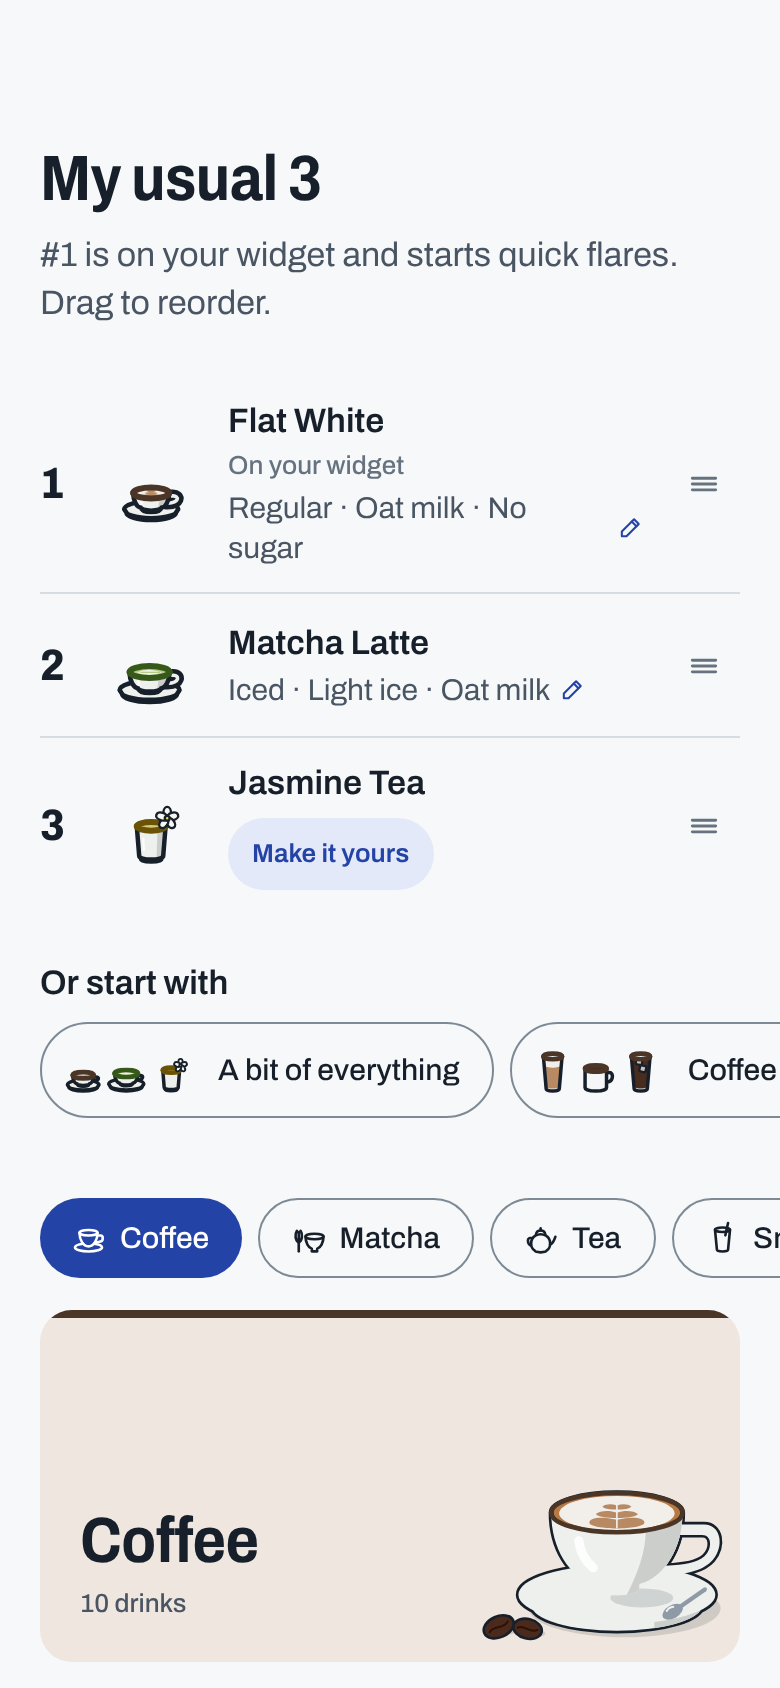 My usual 3
#1 is on your widget and starts quick flares.
Drag to reorder.
1
Flat White
On your widget
Regular · Oat milk · No
sugar
2
Matcha Latte
Iced · Light ice · Oat milk
3
Jasmine Tea
Make it yours
Or start with
A bit of everything
Coffee
Coffee
Matcha
Tea
Coffee
10 drinks